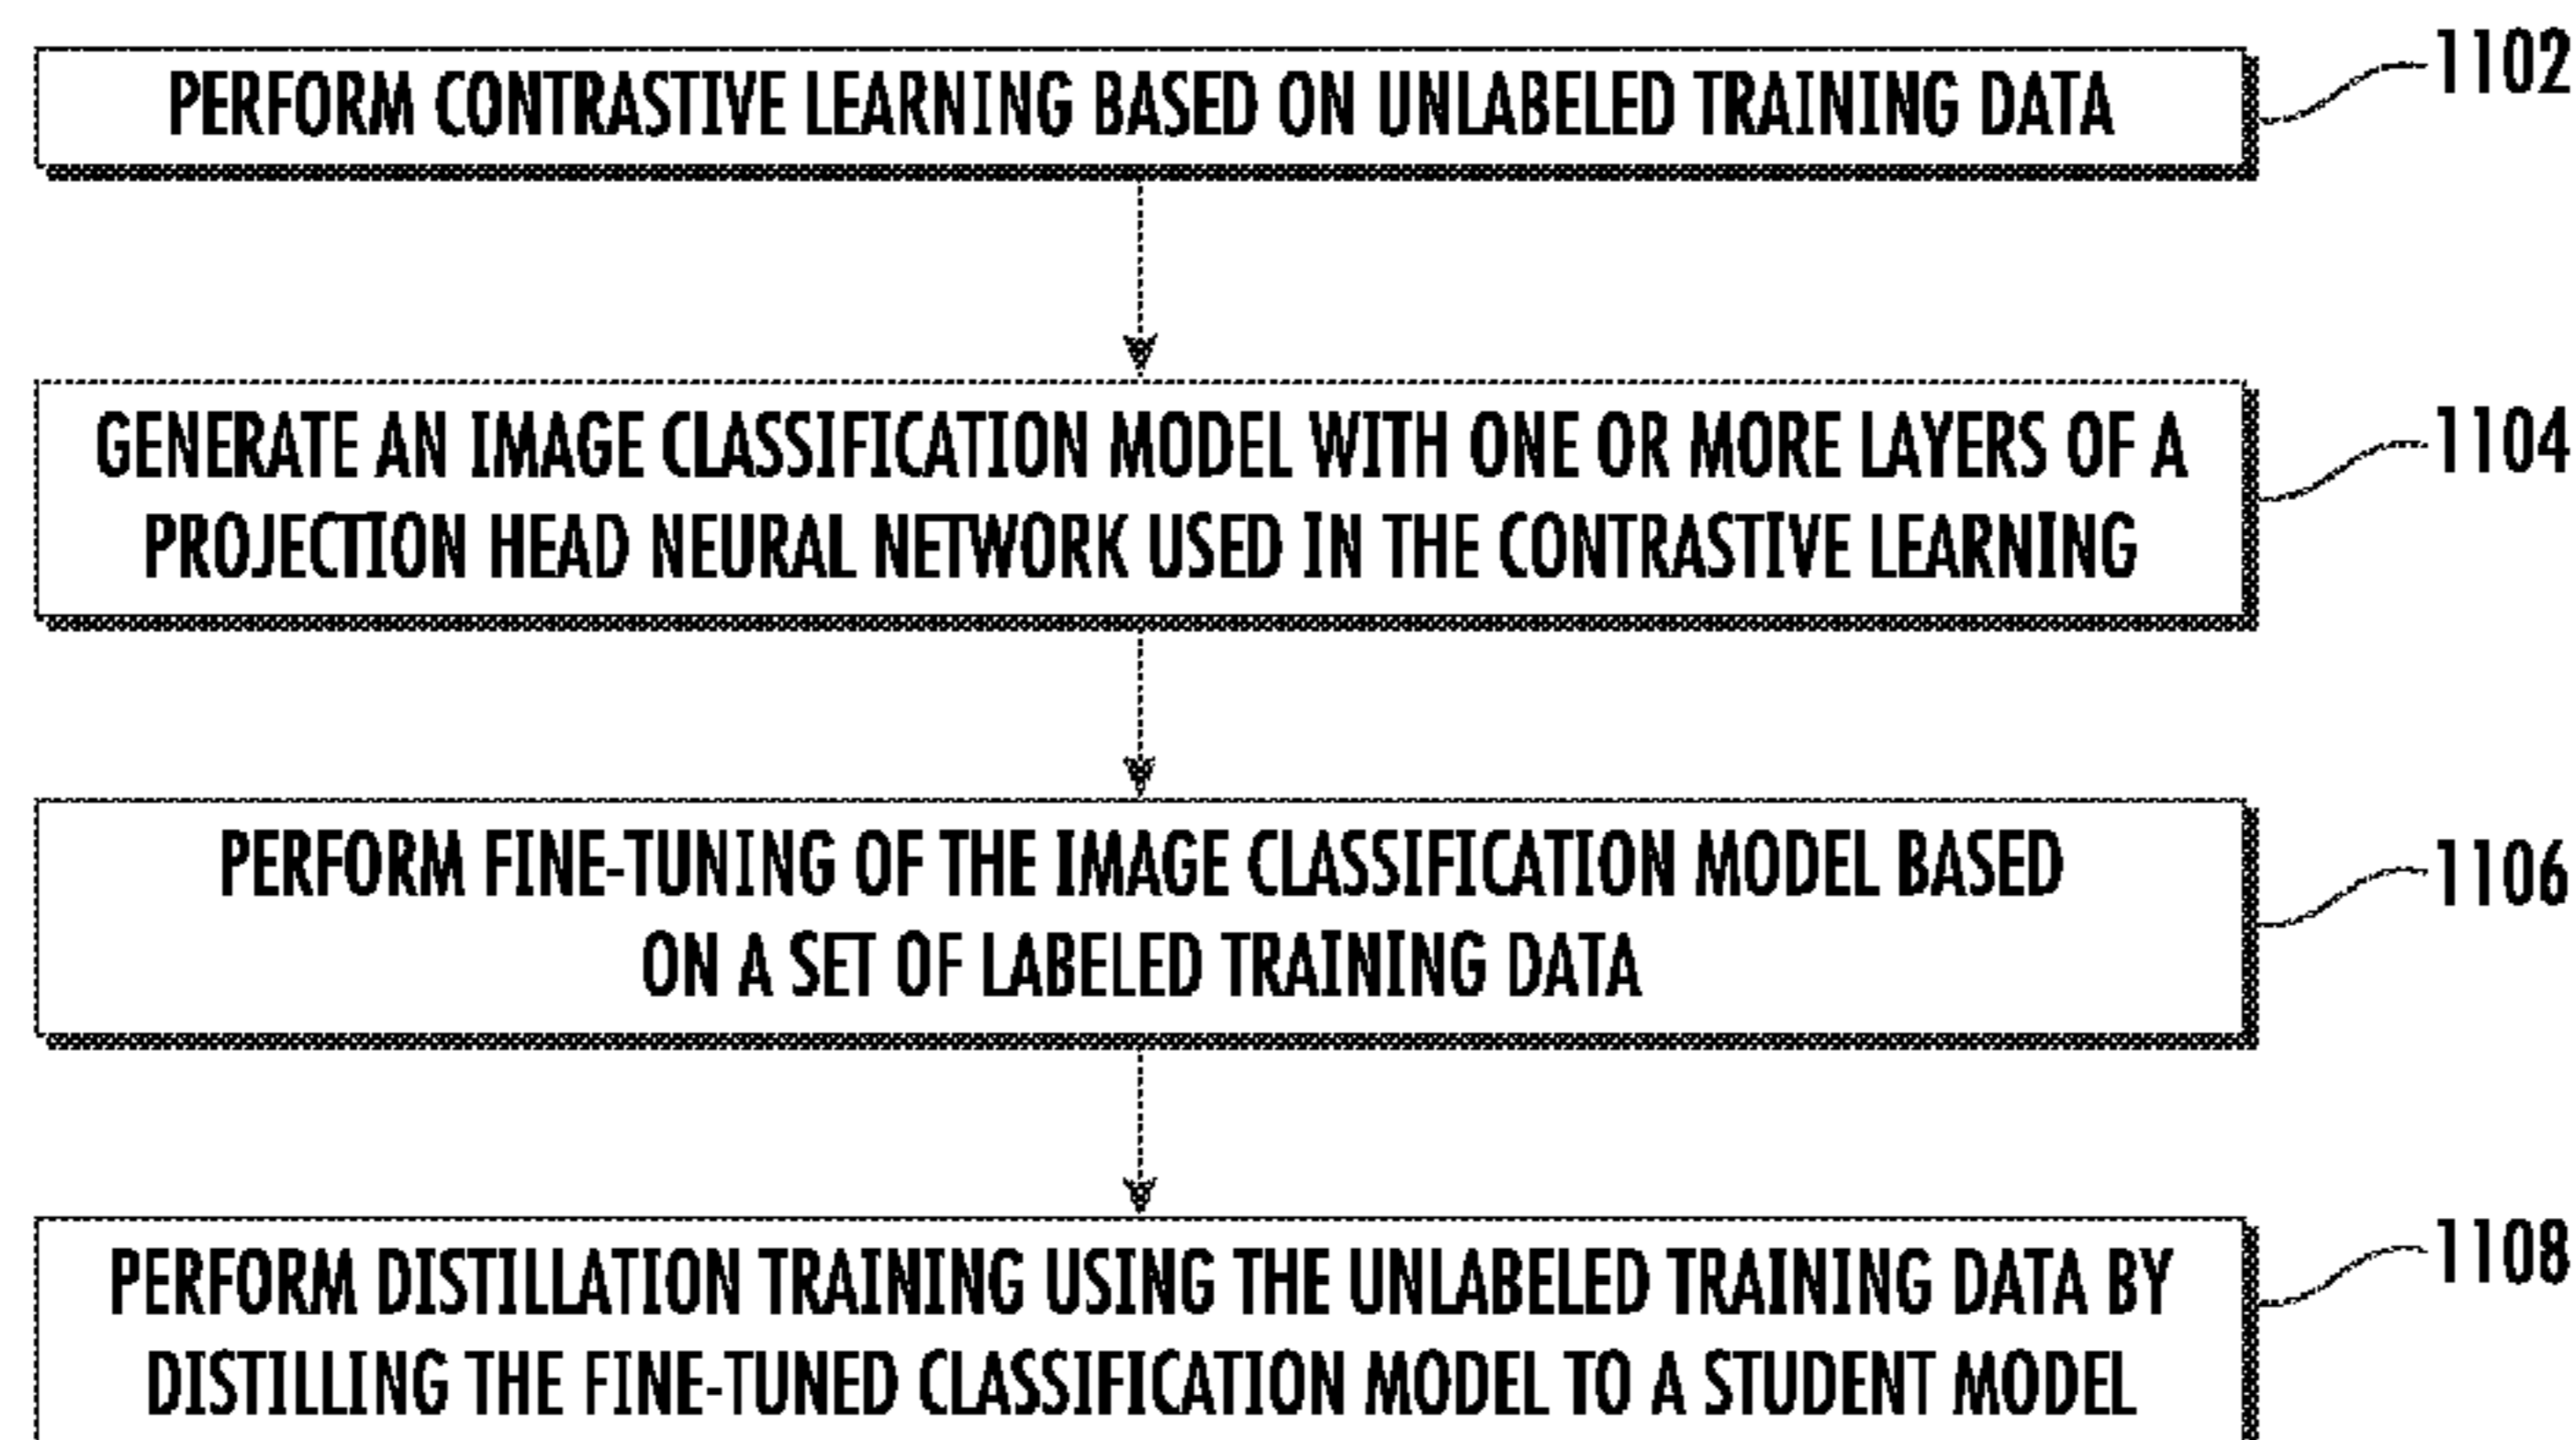 PERFORM CONTRASTIVE LEARNING BASED ON UNLABELED TRAINING DATA
1102
GENERATE AN IMAGE CLASSIFICATION MODEL WITH ONE OR MORE LAYERS OF A
PROJECTION HEAD NEURAL NETWORK USED IN THE CONTRASTIVE LEARNING
1104
PERFORM FINE-TUNING OF THE IMAGE CLASSIFICATION MODEL BASED
ON A SET OF LABELED TRAINING DATA
1106
PERFORM DISTILLATION TRAINING USING THE UNLABELED TRAINING DATA BY
DISTILLING THE FINE-TUNED CLASSIFICATION MODEL TO A STUDENT MODEL
1108